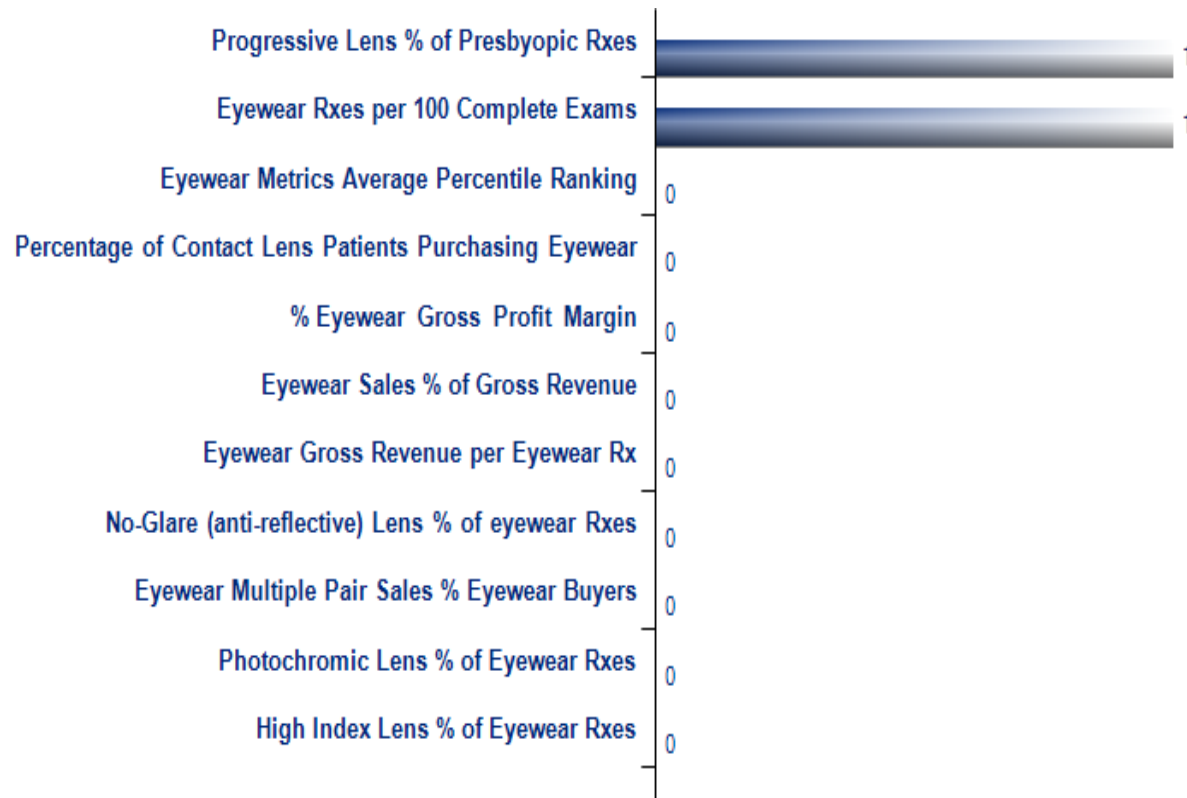 Progressive Lens % of Presbyopic Rxes
Eyewear Rxes per 100 Complete Exams
Eyewear Metrics Average Percentile Ranking 0
Percentage of Contact Lens Patients Purchasing Eyewear 0
% Eyewear Gross Profit Margin 0
Eyewear Sales % of Gross Revenue 0
Eyewear Gross Revenue per Eyewear Rx 0
No-Glare (anti-reflective) Lens % of eyewear Rxes 0
Eyewear Multiple Pair Sales % Eyewear Buyers 0
Photochromic Lens % of Eyewear Rxes 0
High Index Lens % of Eyewear Rxes 0